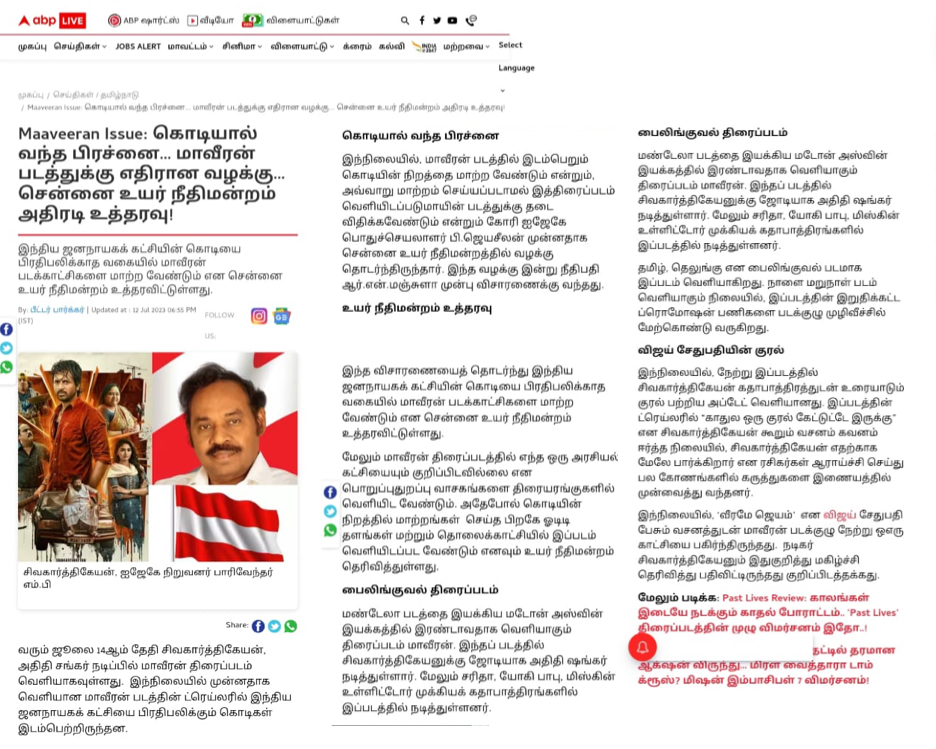 abp LIVE
ABP ஷார்ட்ஸ் வீடியோ விளையாட்டுகள்
முகப்பு செய்திகள் JOBS ALERT மாவட்டம் சினிமா விளையாட்டு க்ரைம் கல்வி மற்றவை Select
Language
முகப்பு / செய்திகள் / தமிழ்நாடு
/ Maaveeran Issue: கொடியால் வந்த பிரச்னை... மாவீரன் படத்துக்கு எதிரான வழக்கு... சென்னை உயர் நீதிமன்றம் அதிரடி உத்தரவு!
Maaveeran Issue: கொடியால்
வந்த பிரச்னை... மாவீரன்
படத்துக்கு எதிரான வழக்கு...
சென்னை உயர் நீதிமன்றம்
அதிரடி உத்தரவு!
இந்திய ஜனநாயகக் கட்சியின் கொடியை
பிரதிபலிக்காத வகையில் மாவீரன்
படக்காட்சிகளை மாற்ற வேண்டும் என சென்னை
உயர் நீதிமன்றம் உத்தரவிட்டுள்ளது.
By: பீட்டர் பார்க்கர் | Updated at : 12 Jul 2023 06:55 PM
(IST)
FOLLOW
US:
சிவகார்த்திகேயன், ஐஜேகே நிறுவனர் பாரிவேந்தர்
எம்.பி
Share:
வரும் ஜூலை 14ஆம் தேதி சிவகார்த்திகேயன்,
அதிதி சங்கர் நடிப்பில் மாவீரன் திரைப்படம்
வெளியாகவுள்ளது. இந்நிலையில் முன்னதாக
வெளியான மாவீரன் படத்தின் ட்ரெய்லரில் இந்திய
ஜனநாயகக் கட்சியை பிரதிபலிக்கும் கொடிகள்
இடம்பெற்றிருந்தன.
கொடியால் வந்த பிரச்னை
இந்நிலையில், மாவீரன் படத்தில் இடம்பெறும்
கொடியின் நிறத்தை மாற்ற வேண்டும் என்றும்,
அவ்வாறு மாற்றம் செய்யப்படாமல் இத்திரைப்படம்
வெளியிடப்படுமாயின் படத்துக்கு தடை
விதிக்கவேண்டும் என்றும் கோரி ஐஜேகே
பொதுச்செயலாளர் பி.ஜெயசீலன் முன்னதாக
சென்னை உயர் நீதிமன்றத்தில் வழக்கு
தொடர்ந்திருந்தார். இந்த வழக்கு இன்று நீதிபதி
ஆர்.என்.மஞ்சுளா முன்பு விசாரணைக்கு வந்தது.
உயர் நீதிமன்றம் உத்தரவு
இந்த விசாரணையைத் தொடர்ந்து இந்திய
ஜனநாயகக் கட்சியின் கொடியை பிரதிபலிக்காத
வகையில் மாவீரன் படக்காட்சிகளை மாற்ற
வேண்டும் என சென்னை உயர் நீதிமன்றம்
உத்தரவிட்டுள்ளது.
மேலும் மாவீரன் திரைப்படத்தில் எந்த ஒரு அரசியல்
கட்சியையும் குறிப்பிடவில்லை என
பொறுப்புதுறப்பு வாசகங்களை திரையரங்குகளில்
வெளியிட வேண்டும். அதேபோல் கொடியின்
நிறத்தில் மாற்றங்கள் செய்த பிறகே ஓடிடி
தளங்கள் மற்றும் தொலைக்காட்சியில் இப்படம்
வெளியிடப்பட வேண்டும் எனவும் உயர் நீதிமன்றம்
தெரிவித்துள்ளது.
பைலிங்குவல் திரைப்படம்
மண்டேலா படத்தை இயக்கிய மடோன் அஸ்வின்
இயக்கத்தில் இரண்டாவதாக வெளியாகும்
திரைப்படம் மாவீரன். இந்தப் படத்தில்
சிவகார்த்திகேயனுக்கு ஜோடியாக அதிதி ஷங்கர்
நடித்துள்ளார். மேலும் சரிதா, யோகி பாபு, மிஸ்கின்
உள்ளிட்டோர் முக்கியக் கதாபாத்திரங்களில்
இப்படத்தில் நடித்துள்ளனர்.
பைலிங்குவல் திரைப்படம்
மண்டேலா படத்தை இயக்கிய மடோன் அஸ்வின்
இயக்கத்தில் இரண்டாவதாக வெளியாகும்
திரைப்படம் மாவீரன். இந்தப் படத்தில்
சிவகார்த்திகேயனுக்கு ஜோடியாக அதிதி ஷங்கர்
நடித்துள்ளார். மேலும் சரிதா, யோகி பாபு, மிஸ்கின்
உள்ளிட்டோர் முக்கியக் கதாபாத்திரங்களில்
இப்படத்தில் நடித்துள்ளனர்.
தமிழ், தெலுங்கு என பைலிங்குவல் படமாக
இப்படம் வெளியாகிறது. நாளை மறுநாள் படம்
வெளியாகும் நிலையில், இப்படத்தின் இறுதிக்கட்ட
ப்ரொமோஷன் பணிகளை படக்குழு முழிவீச்சில்
மேற்கொண்டு வருகிறது.
விஜய் சேதுபதியின் குரல்
இந்நிலையில், நேற்று இப்படத்தில்
சிவகார்த்திகேயன் கதாபாத்திரத்துடன் உரையாடும்
குரல் பற்றிய அப்டேட் வெளியானது. இப்படத்தின்
ட்ரெய்லரில் "காதுல ஒரு குரல் கேட்டுட்டே இருக்கு"
என சிவகார்த்திகேயன் கூறும் வசனம் கவனம்
ஈர்த்த நிலையில், சிவகார்த்திகேயன் எதற்காக
மேலே பார்க்கிறார் என ரசிகர்கள் ஆராய்ச்சி செய்து
பல கோணங்களில் கருத்துகளை இணையத்தில்
முன்வைத்து வந்தனர்.
இந்நிலையில், 'வீரமே ஜெயம்' என விஜய் சேதுபதி
பேசும் வசனத்துடன் மாவீரன் படக்குழு நேற்று ஒஎரு
காட்சியை பகிர்ந்திருந்தது. நடிகர்
சிவகார்த்திகேயனும் இதுகுறித்து மகிழ்ச்சி
தெரிவித்து பதிவிட்டிருந்தது குறிப்பிடத்தக்கது.
மேலும் படிக்க: Past Lives Review: காலங்கள்
இடையே நடக்கும் காதல் போராட்டம்.. 'Past Lives'
திரைப்படத்தின் முழு விமர்சனம் இதோ..!
தட்டில் தரமான
ஆக்‌ஷன் விருந்து... மிரள வைத்தாரா டாம்
க்ரூஸ்? மிஷன் இம்பாசிபள் 7 விமர்சனம்!